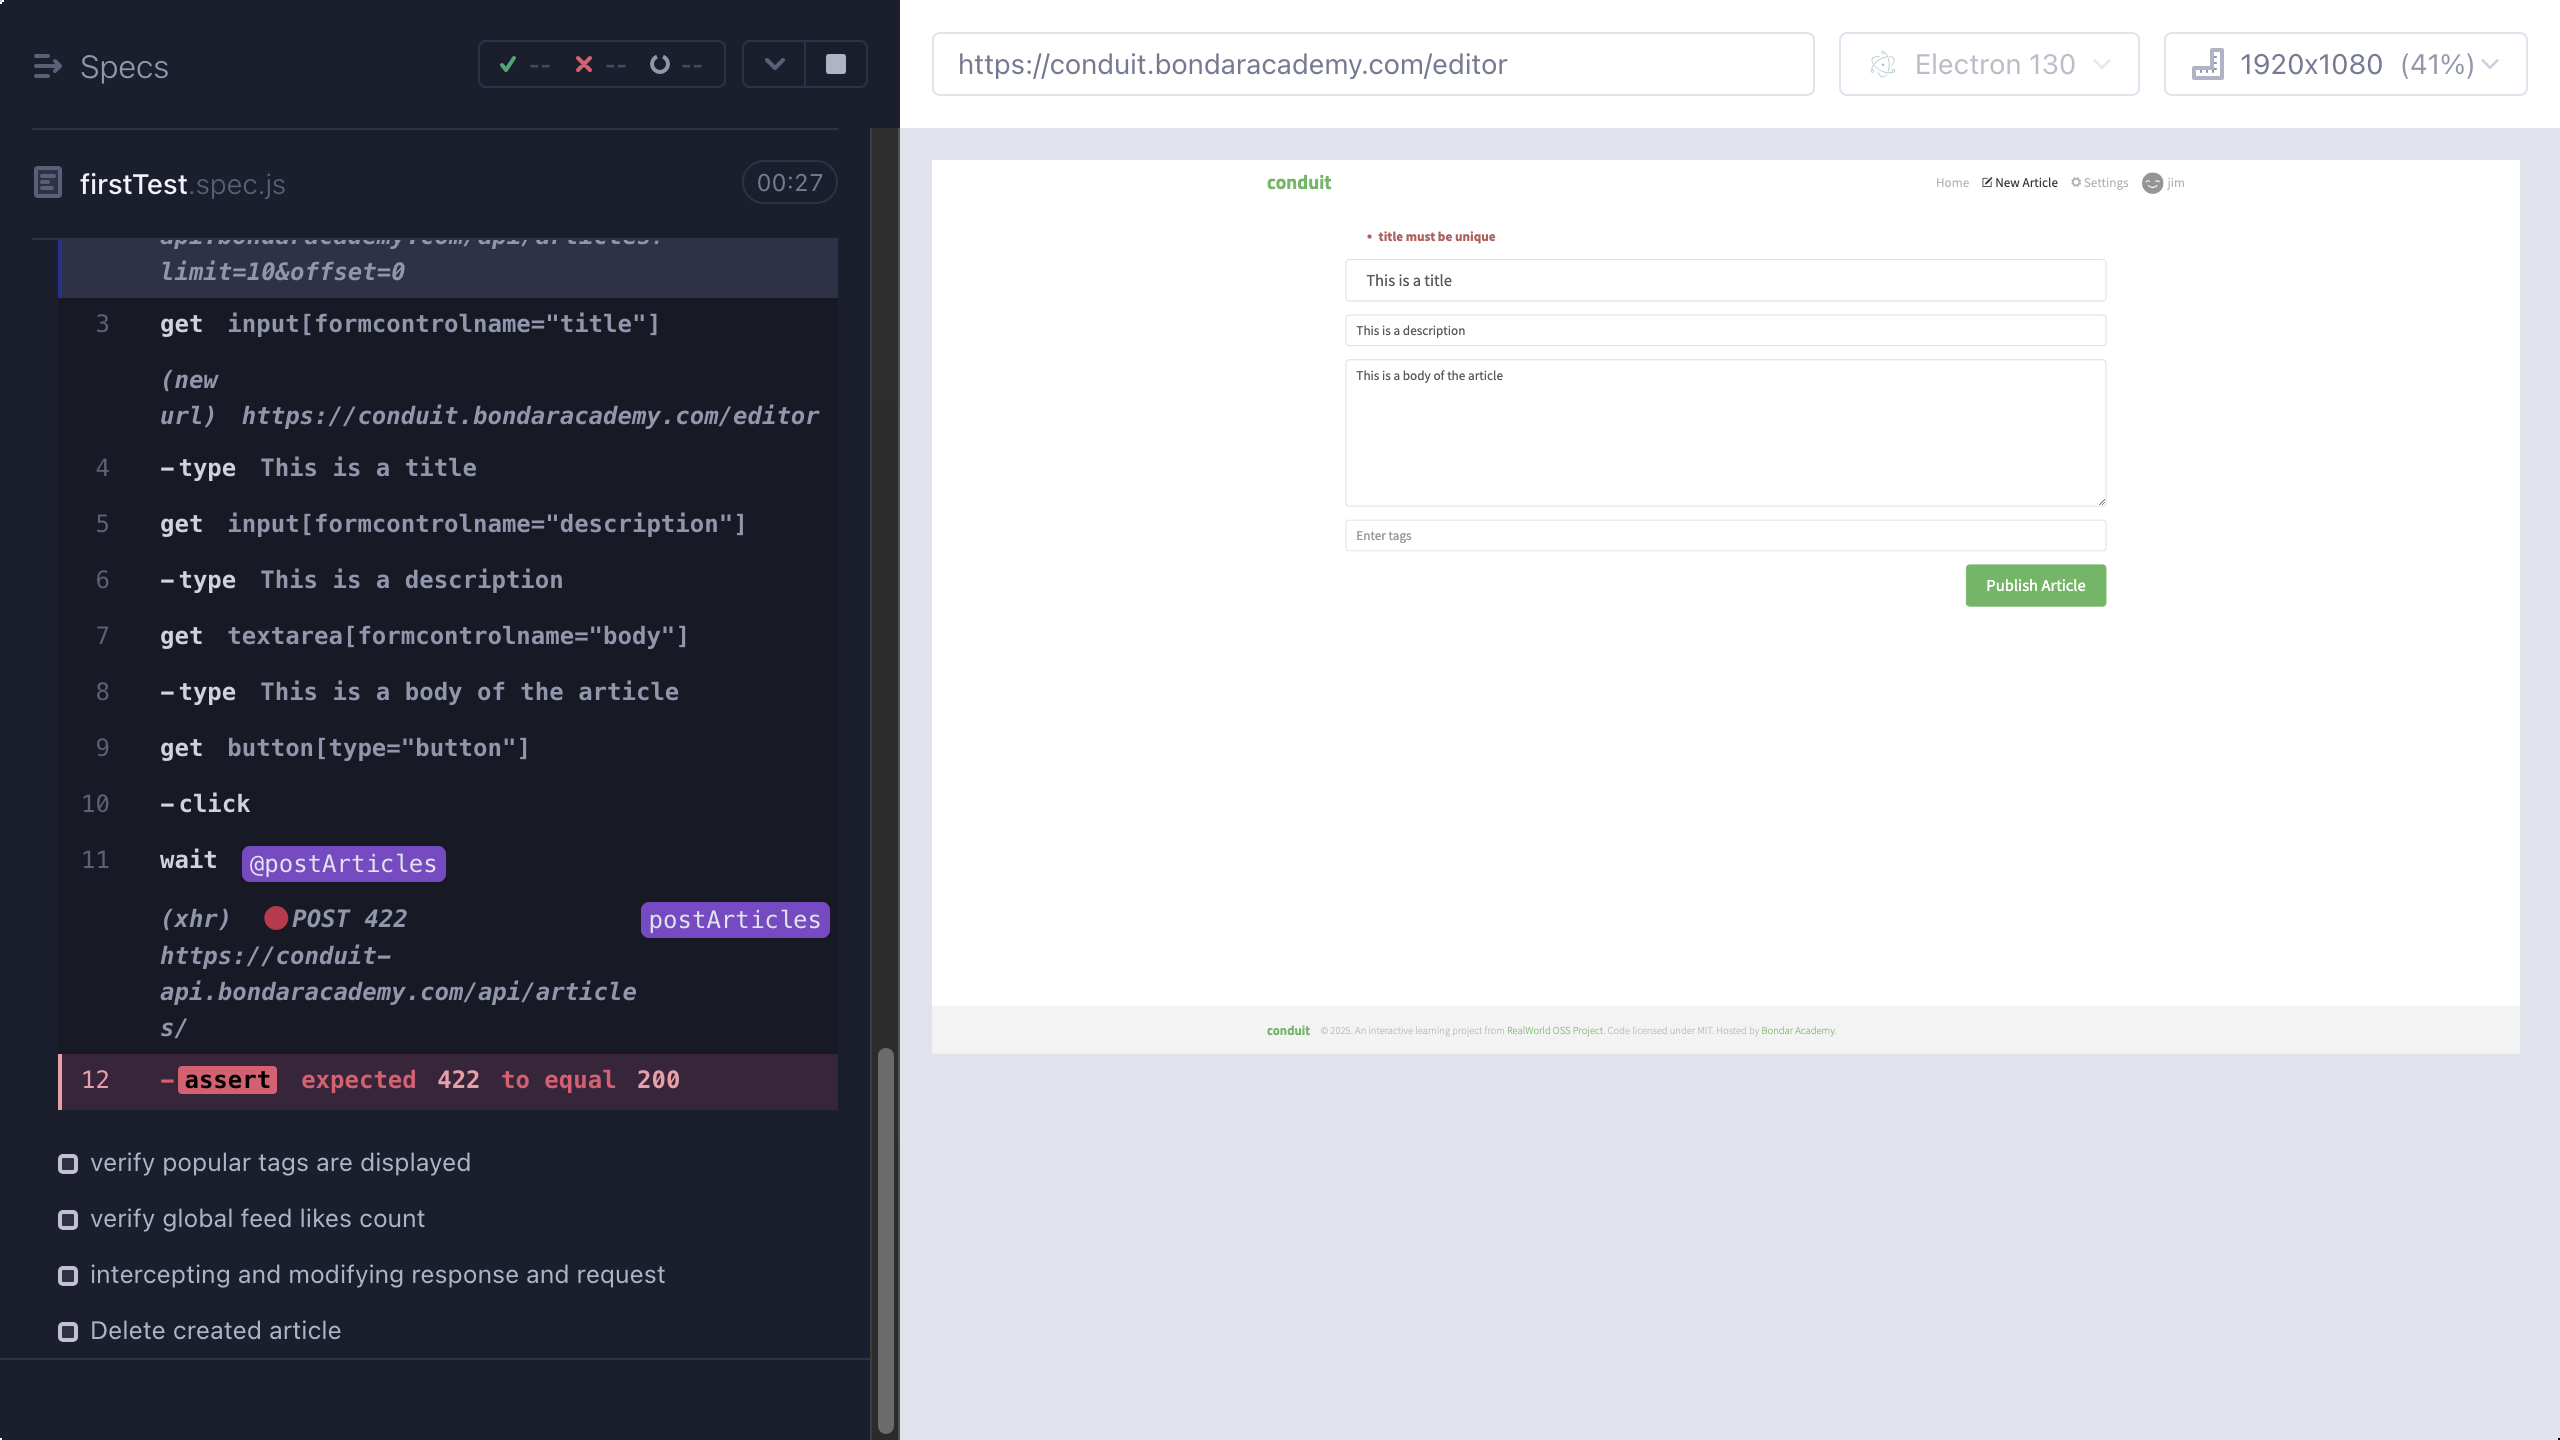 Specs
-- -- --
firstTest.spec.js
00:27
api.bondaracademy.com/api/articles?
limit=10&offset=0
3 get input[formcontrolname="title"]
(new
url) https://conduit.bondaracademy.com/editor
4 -type This is a title
5 get input[formcontrolname="description"]
6 -type This is a description
7 get textarea[formcontrolname="body"]
8 -type This is a body of the article
9 get button[type="button"]
10 -click
11 wait @postArticles
(xhr) POST 422 postArticles
https://conduit-
api.bondaracademy.com/api/article
s/
12 -assert expected 422 to equal 200
verify popular tags are displayed
verify global feed likes count
intercepting and modifying response and request
Delete created article
https://conduit.bondaracademy.com/editor
Electron 130
1920x1080 (41%)
conduit
Home New Article Settings jim
• title must be unique
This is a title
This is a description
This is a body of the article
Enter tags
Publish Article
conduit © 2025. An interactive learning project from RealWorld OSS Project. Code licensed under MIT. Hosted by Bondar Academy.